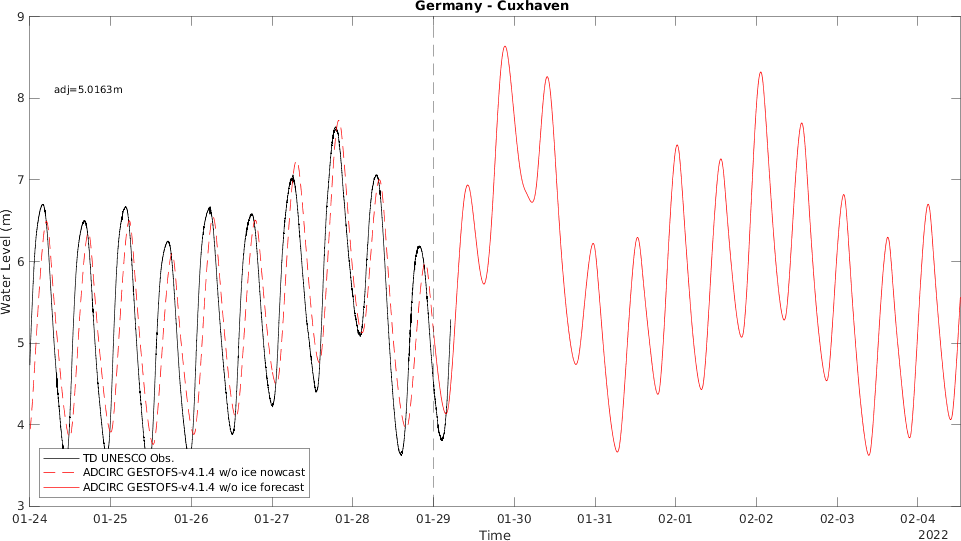 Germany - Cuxhaven
9
8
7
6
5
4
3
Water Level (m)
adj=5.0163m
TD UNESCO Obs.
ADCIRC GESTOFS-v4.1.4 w/o ice nowcast
ADCIRC GESTOFS-v4.1.4 w/o ice forecast
01-24 01-25 01-26 01-27 01-28 01-29 01-30 01-31 02-01 02-02 02-03 02-04
Time
2022